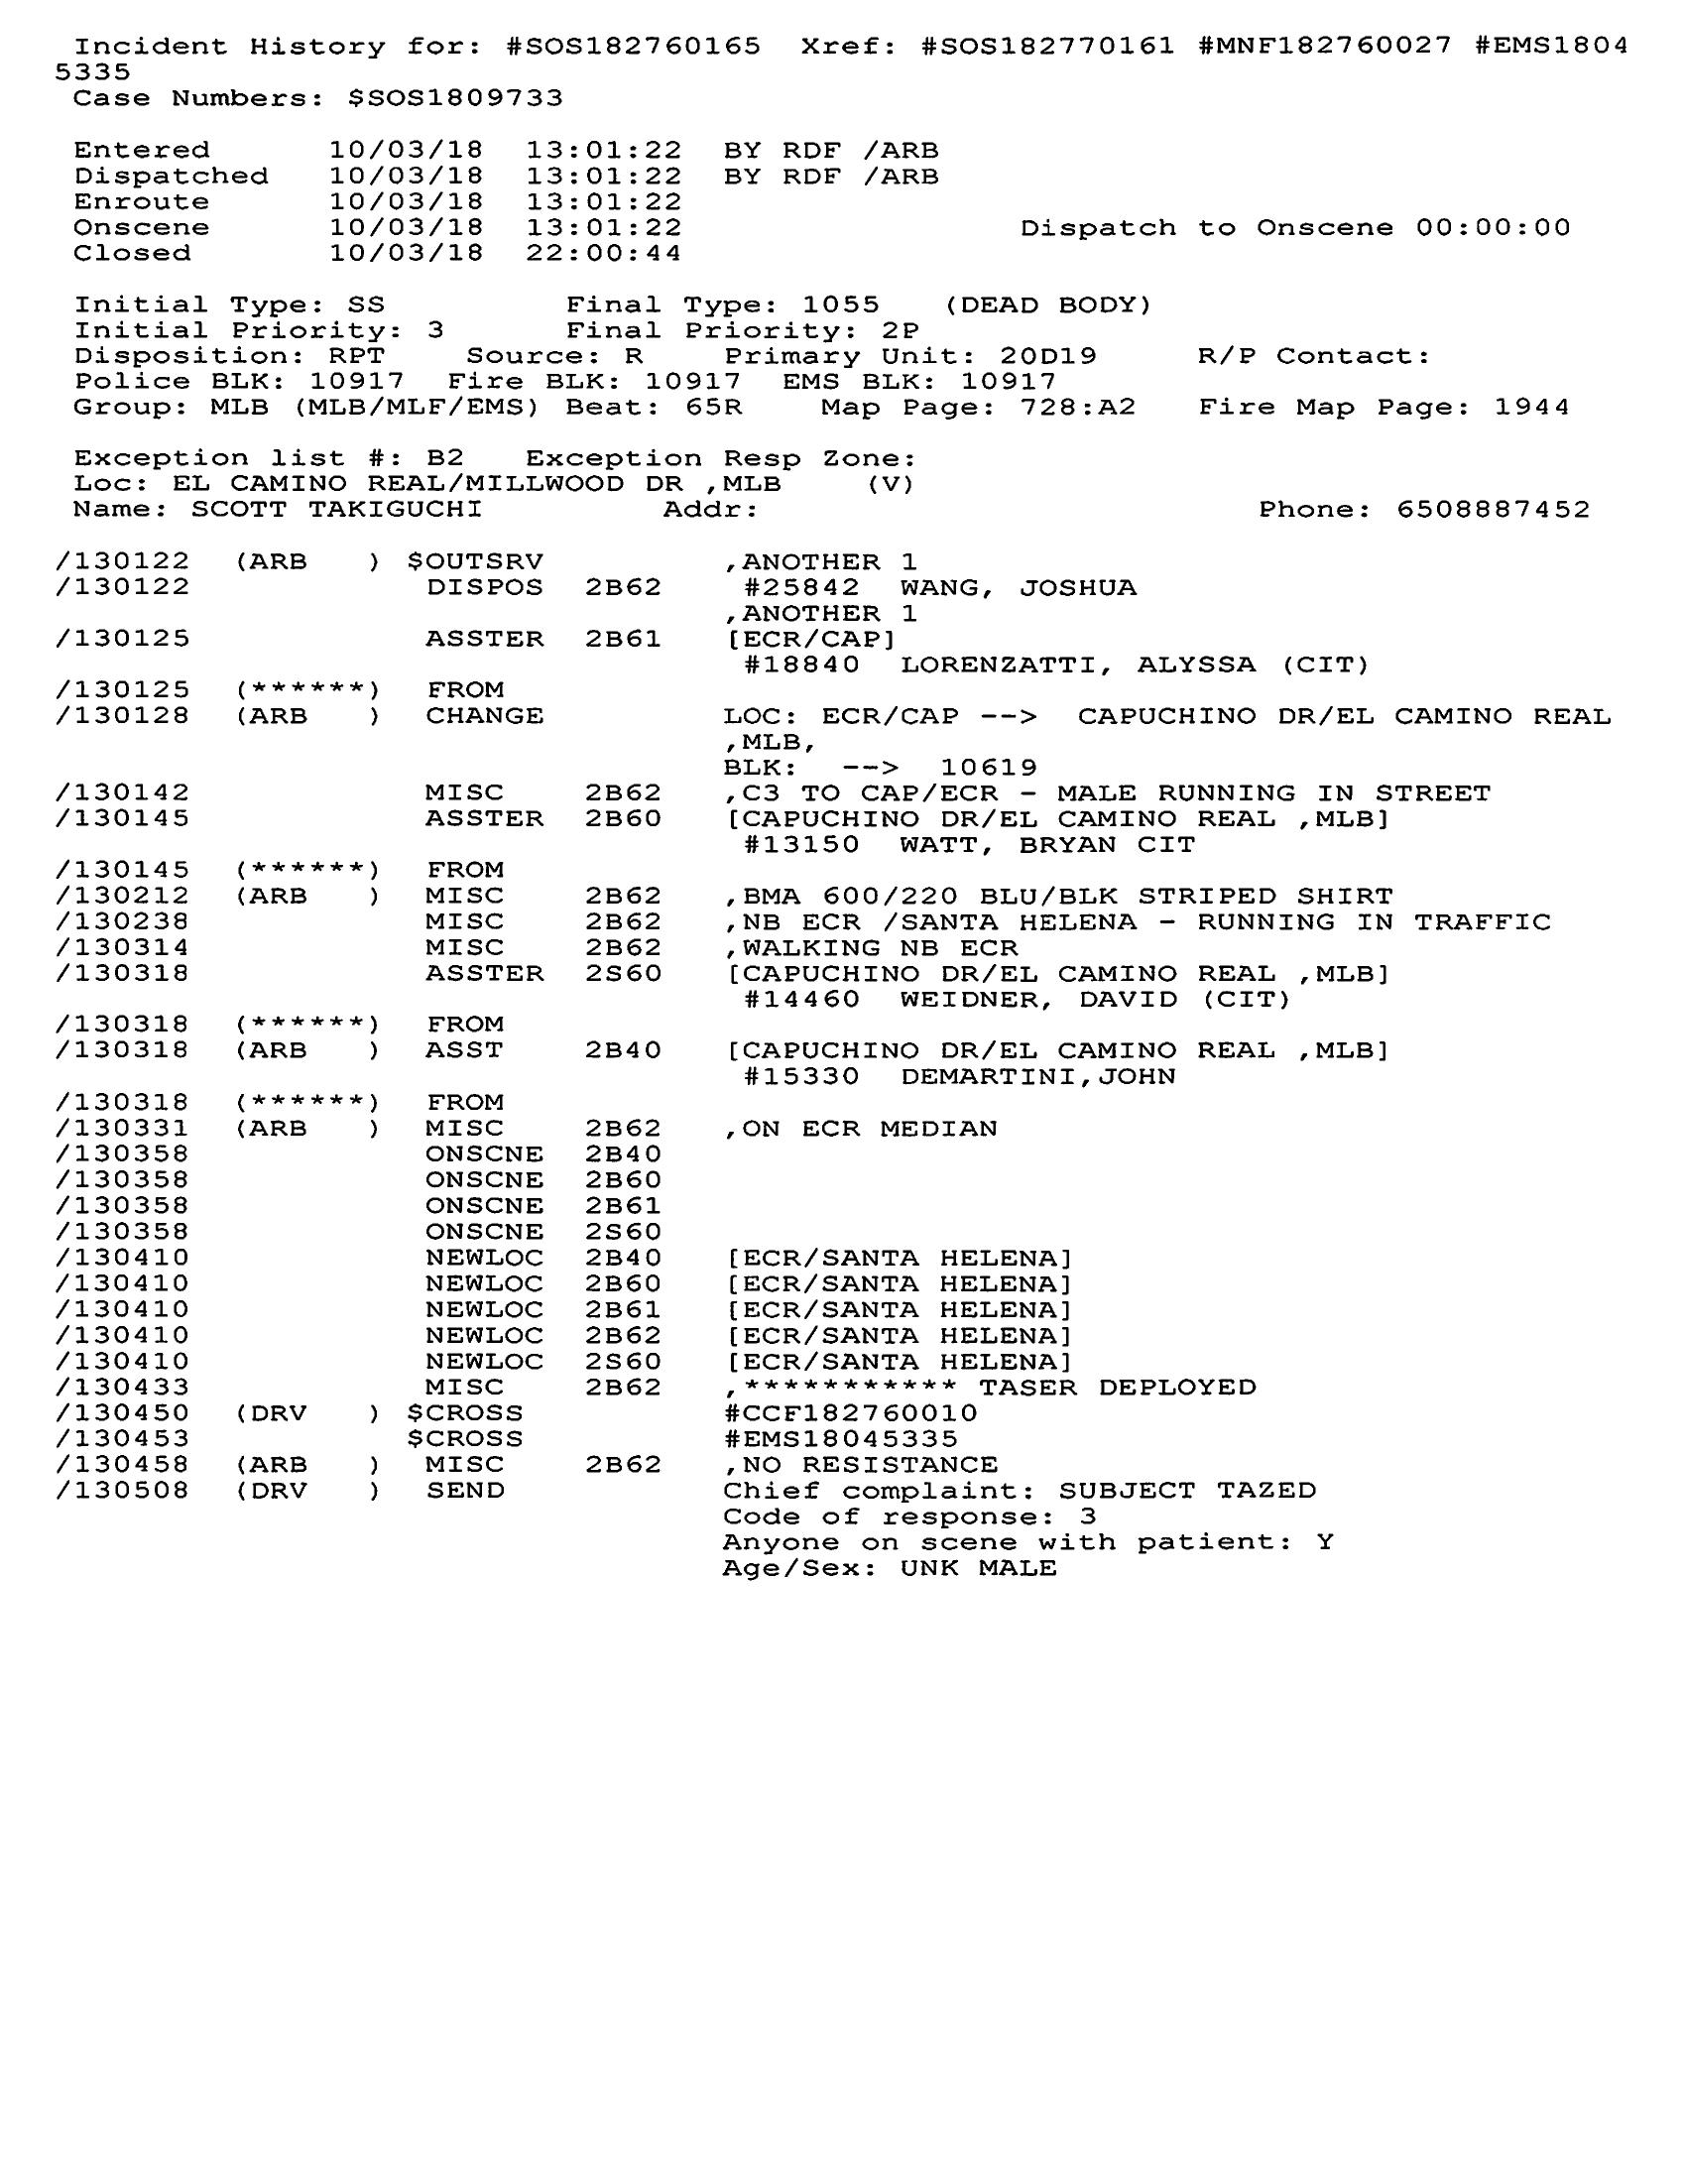 Incident History for: #SOS182760165  Xref: #SOS182770161 #MNF182760027 #EMS1804
5335
Case Numbers: $SOS1809733
Entered 10/03/18 13:01:22 BY RDF /ARB
Dispatched 10/03/18 13:01:22 BY RDF /ARB
Enroute 10/03/18 13:01:22
Onscene 10/03/18 13:01:22 Dispatch to Onscene 00:00:00
Closed 10/03/18 22:00:44
Initial Type: SS Final Type: 1055 (DEAD BODY)
Initial Priority: 3 Final Priority: 2P
Disposition: RPT Source: R Primary Unit: 20D19 R/P Contact:
Police BLK: 10917 Fire BLK: 10917 EMS BLK: 10917
Group: MLB (MLB/MLF/EMS) Beat: 65R Map Page: 728:A2 Fire Map Page: 1944
Exception list #: B2 Exception Resp Zone:
Loc: EL CAMINO REAL/MILLWOOD DR ,MLB (V)
Name: SCOTT TAKIGUCHI Addr: Phone: 6508887452
/130122 (ARB ) $OUTSRV ,ANOTHER 1
/130122 DISPOS 2B62 #25842 WANG, JOSHUA
,ANOTHER 1
/130125 ASSTER 2B61 [ECR/CAP]
#18840 LORENZATTI, ALYSSA (CIT)
/130125 (******) FROM
/130128 (ARB ) CHANGE LOC: ECR/CAP --> CAPUCHINO DR/EL CAMINO REAL
,MLB,
BLK: --> 10619
/130142 MISC 2B62 ,C3 TO CAP/ECR - MALE RUNNING IN STREET
/130145 ASSTER 2B60 [CAPUCHINO DR/EL CAMINO REAL ,MLB]
#13150 WATT, BRYAN CIT
/130145 (******) FROM
/130212 (ARB ) MISC 2B62 ,BMA 600/220 BLU/BLK STRIPED SHIRT
/130238 MISC 2B62 ,NB ECR /SANTA HELENA - RUNNING IN TRAFFIC
/130314 MISC 2B62 ,WALKING NB ECR
/130318 ASSTER 2S60 [CAPUCHINO DR/EL CAMINO REAL ,MLB]
#14460 WEIDNER, DAVID (CIT)
/130318 (******) FROM
/130318 (ARB ) ASST 2B40 [CAPUCHINO DR/EL CAMINO REAL ,MLB]
#15330 DEMARTINI,JOHN
/130318 (******) FROM
/130331 (ARB ) MISC 2B62 ,ON ECR MEDIAN
/130358 ONSCNE 2B40
/130358 ONSCNE 2B60
/130358 ONSCNE 2B61
/130358 ONSCNE 2S60
/130410 NEWLOC 2B40 [ECR/SANTA HELENA]
/130410 NEWLOC 2B60 [ECR/SANTA HELENA]
/130410 NEWLOC 2B61 [ECR/SANTA HELENA]
/130410 NEWLOC 2B62 [ECR/SANTA HELENA]
/130410 NEWLOC 2S60 [ECR/SANTA HELENA]
/130433 MISC 2B62 ,*********** TASER DEPLOYED
/130450 (DRV ) $CROSS #CCF182760010
/130453 $CROSS #EMS18045335
/130458 (ARB ) MISC 2B62 ,NO RESISTANCE
/130508 (DRV ) SEND Chief complaint: SUBJECT TAZED
Code of response: 3
Anyone on scene with patient: Y
Age/Sex: UNK MALE